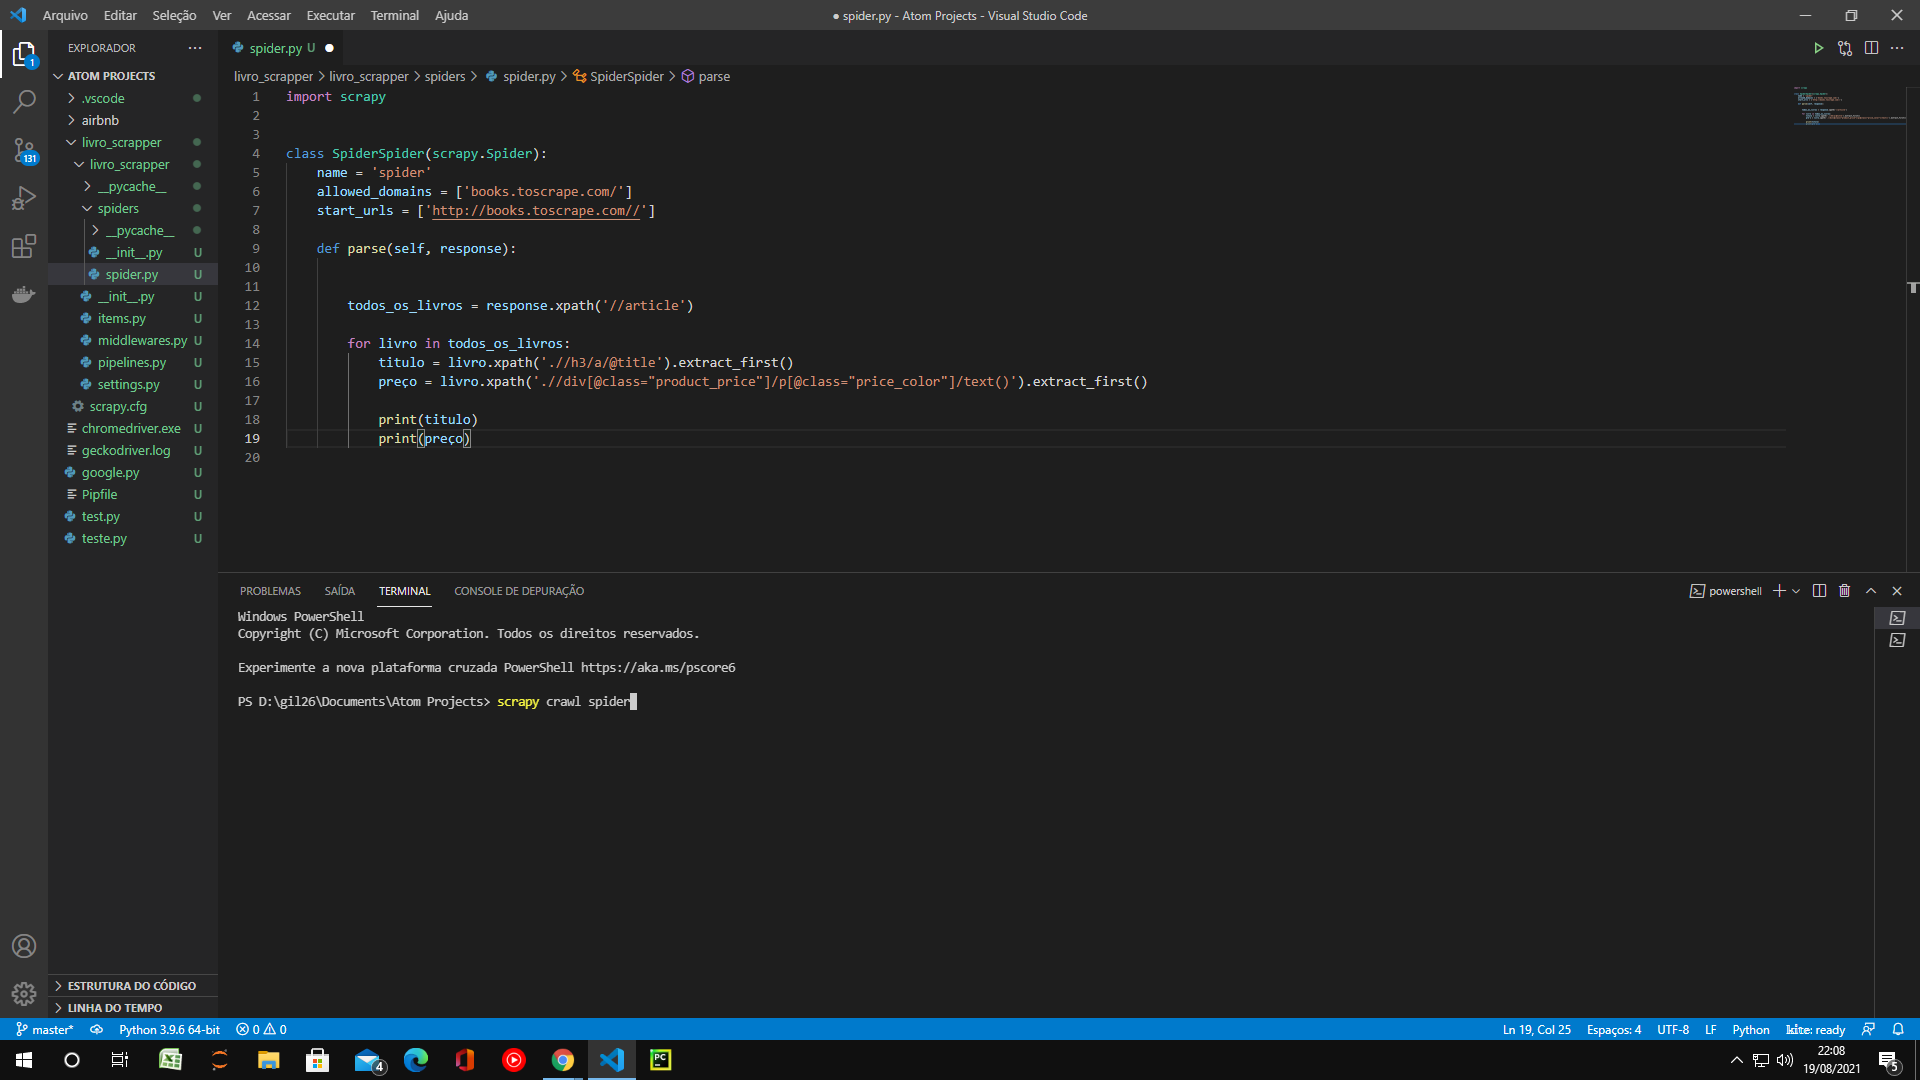 Arquivo Editar Seleção Ver Acessar Executar Terminal Ajuda
● spider.py - Atom Projects - Visual Studio Code
EXPLORADOR
ATOM PROJECTS
.vscode
airbnb
livro_scrapper
livro_scrapper
__pycache__
spiders
__pycache__
__init__.py U
spider.py U
__init__.py U
items.py U
middlewares.py U
pipelines.py U
settings.py U
scrapy.cfg U
chromedriver.exe U
geckodriver.log U
google.py U
Pipfile U
test.py U
teste.py U
ESTRUTURA DO CÓDIGO
LINHA DO TEMPO
1
131
spider.py U ●
livro_scrapper > livro_scrapper > spiders > spider.py > SpiderSpider > parse
1 import scrapy
2
3
4 class SpiderSpider(scrapy.Spider):
5 name = 'spider'
6 allowed_domains = ['books.toscrape.com/']
7 start_urls = ['http://books.toscrape.com//']
8
9 def parse(self, response):
10
11
12 todos_os_livros = response.xpath('//article')
13
14 for livro in todos_os_livros:
15 titulo = livro.xpath('.//h3/a/@title').extract_first()
16 preço = livro.xpath('.//div[@class="product_price"]/p[@class="price_color"]/text()').extract_first()
17
18 print(titulo)
19 print(preço)
20
PROBLEMAS SAÍDA TERMINAL CONSOLE DE DEPURAÇÃO
powershell
Windows PowerShell
Copyright (C) Microsoft Corporation. Todos os direitos reservados.
Experimente a nova plataforma cruzada PowerShell https://aka.ms/pscore6
PS D:\gil26\Documents\Atom Projects> scrapy crawl spider
master* Python 3.9.6 64-bit 0 0
Ln 19, Col 25 Espaços: 4 UTF-8 LF Python kite: ready
4
PC
22:08
19/08/2021
5